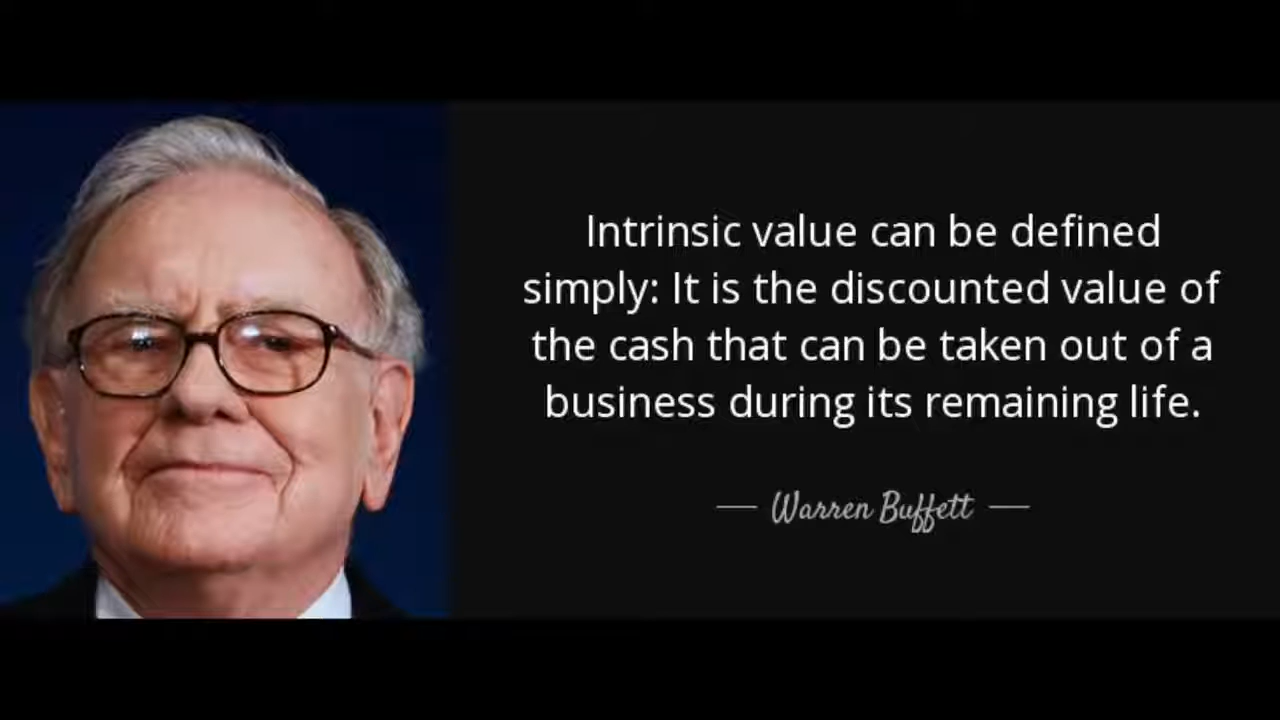 Intrinsic value can be defined
simply: It is the discounted value of
the cash that can be taken out of a
business during its remaining life.
— Warren Buffett —